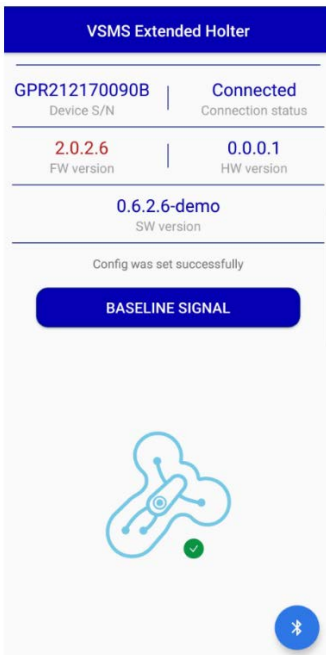 VSMS Extended Holter
GPR212170090B Connected
Device S/N Connection status
2.0.2.6 0.0.0.1
FW version HW version
0.6.2.6-demo
SW version
Config was set successfully
BASELINE SIGNAL